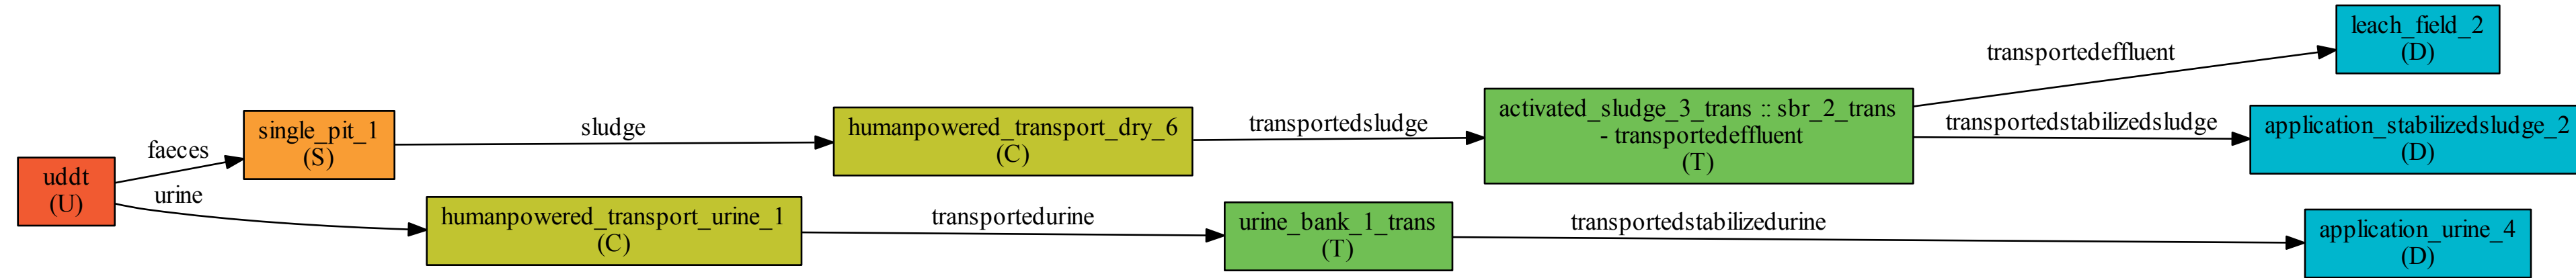 leach_field_2
(D)
transportedeffluent
activated_sludge_3_trans :: sbr_2_trans
- transportedeffluent
(T)
transportedstabilizedsludge
application_stabilizedsludge_2
(D)
single_pit_1
(S)
sludge
humanpowered_transport_dry_6
(C)
transportedsludge
faeces
uddt
(U)
urine
humanpowered_transport_urine_1
(C)
transportedurine
urine_bank_1_trans
(T)
transportedstabilizedurine
application_urine_4
(D)